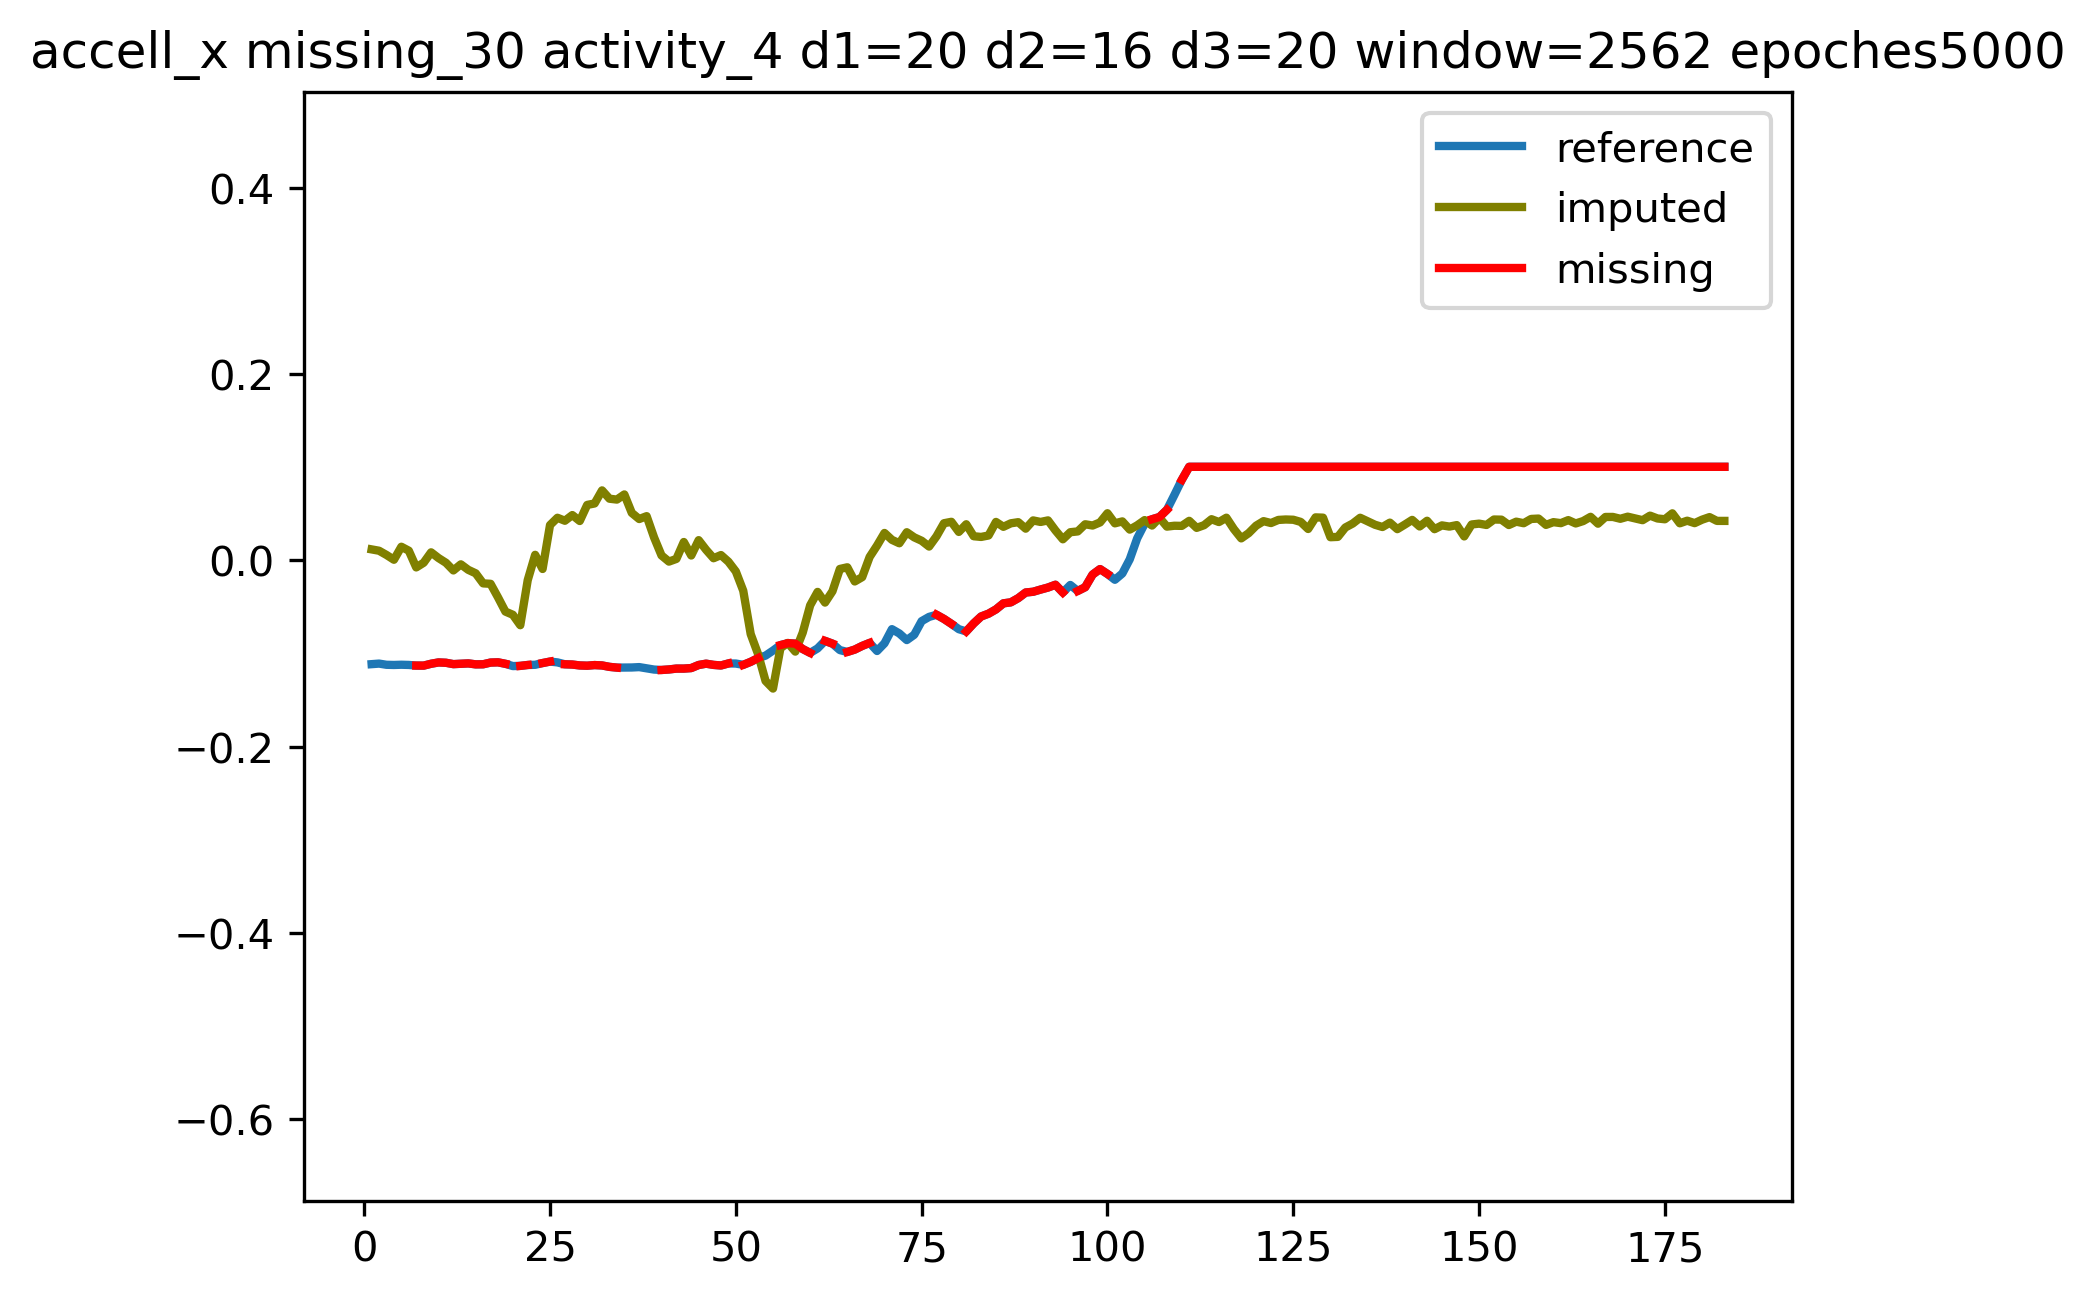 accell_x missing_30 activity_4 d1=20 d2=16 d3=20 window=2562 epoches5000
reference
imputed
missing
0.4
0.2
0.0
−0.2
−0.4
−0.6
0 25 50 75 100 125 150 175